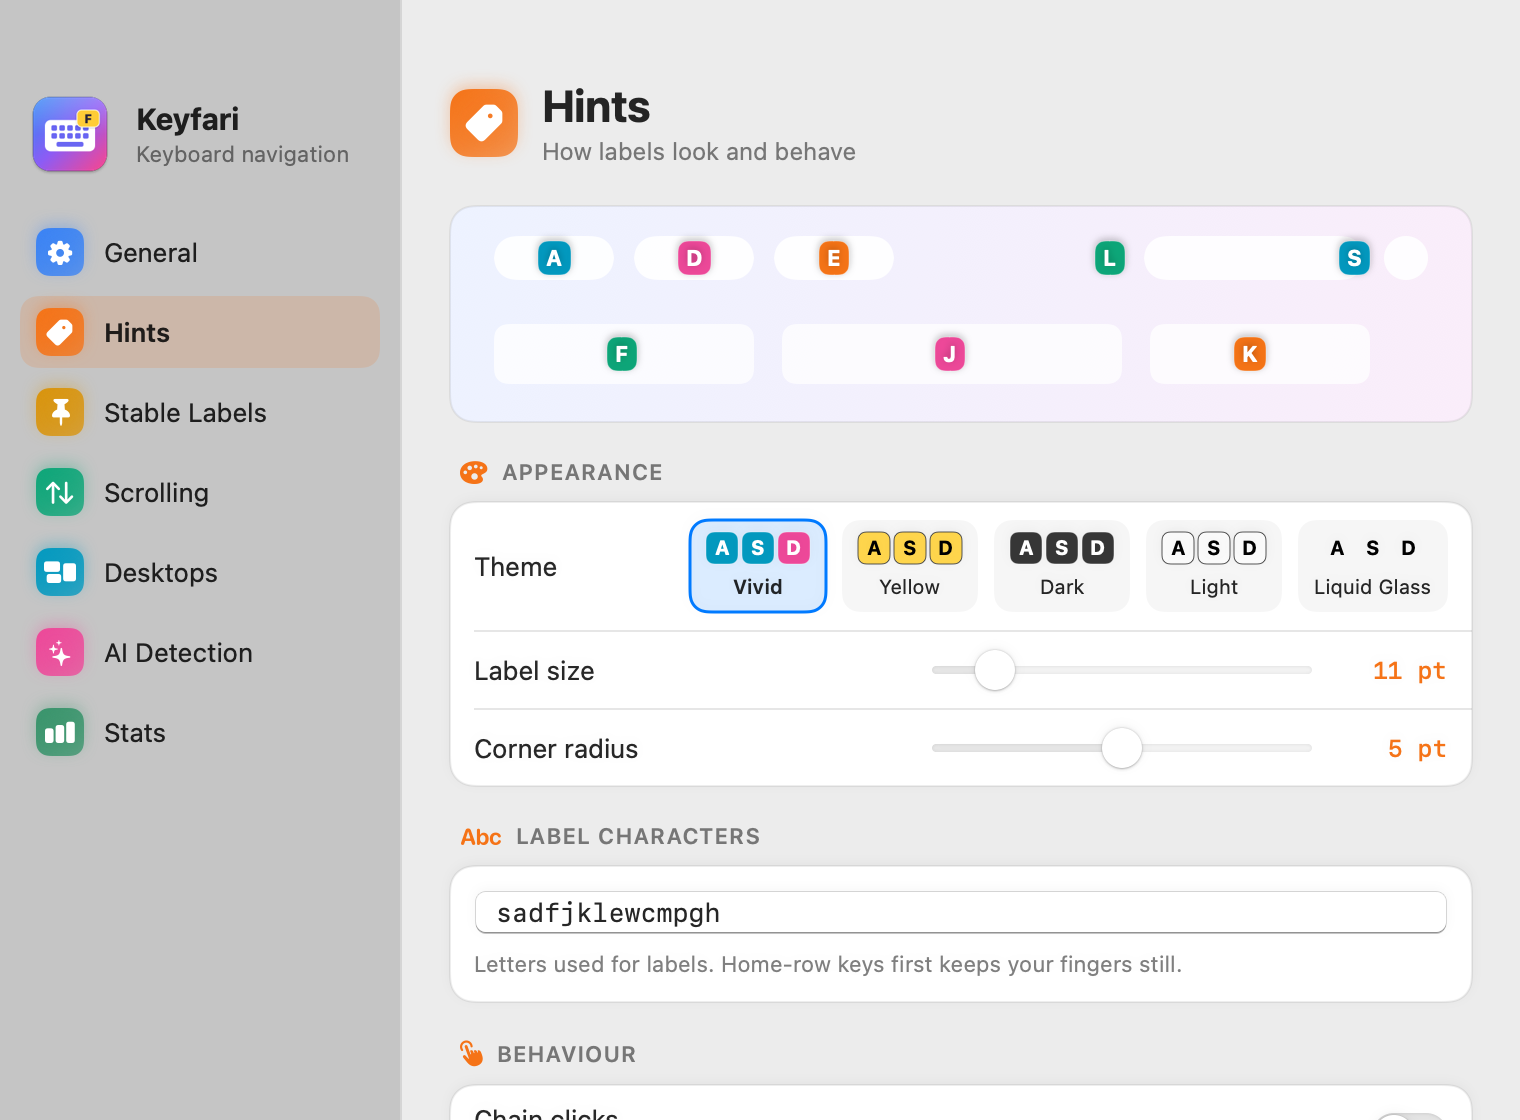 F
Keyfari
Keyboard navigation
General
Hints
Stable Labels
Scrolling
Desktops
AI Detection
Stats
Hints
How labels look and behave
A D E L S
F J K
APPEARANCE
Theme
A S D
Vivid
A S D
Yellow
A S D
Dark
A S D
Light
A S D
Liquid Glass
Label size
11 pt
Corner radius
5 pt
Abc LABEL CHARACTERS
sadfjklewcmpgh
Letters used for labels. Home-row keys first keeps your fingers still.
BEHAVIOUR
Chain clicks